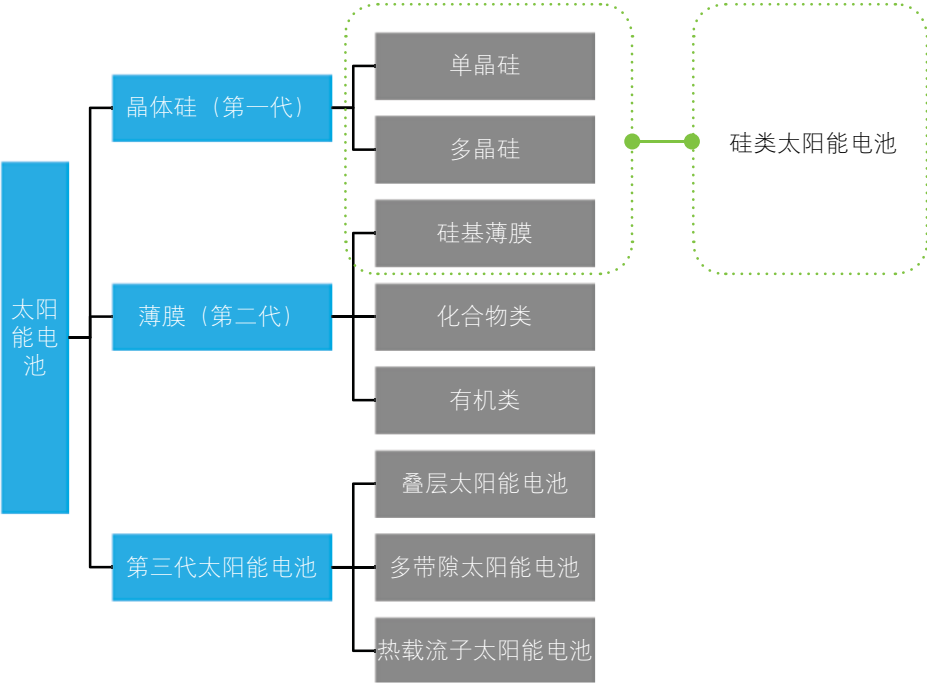 太阳
能电
池
晶体硅（第一代）
单晶硅
多晶硅
薄膜（第二代）
硅基薄膜
化合物类
有机类
第三代太阳能电池
叠层太阳能电池
多带隙太阳能电池
热载流子太阳能电池
硅类太阳能电池